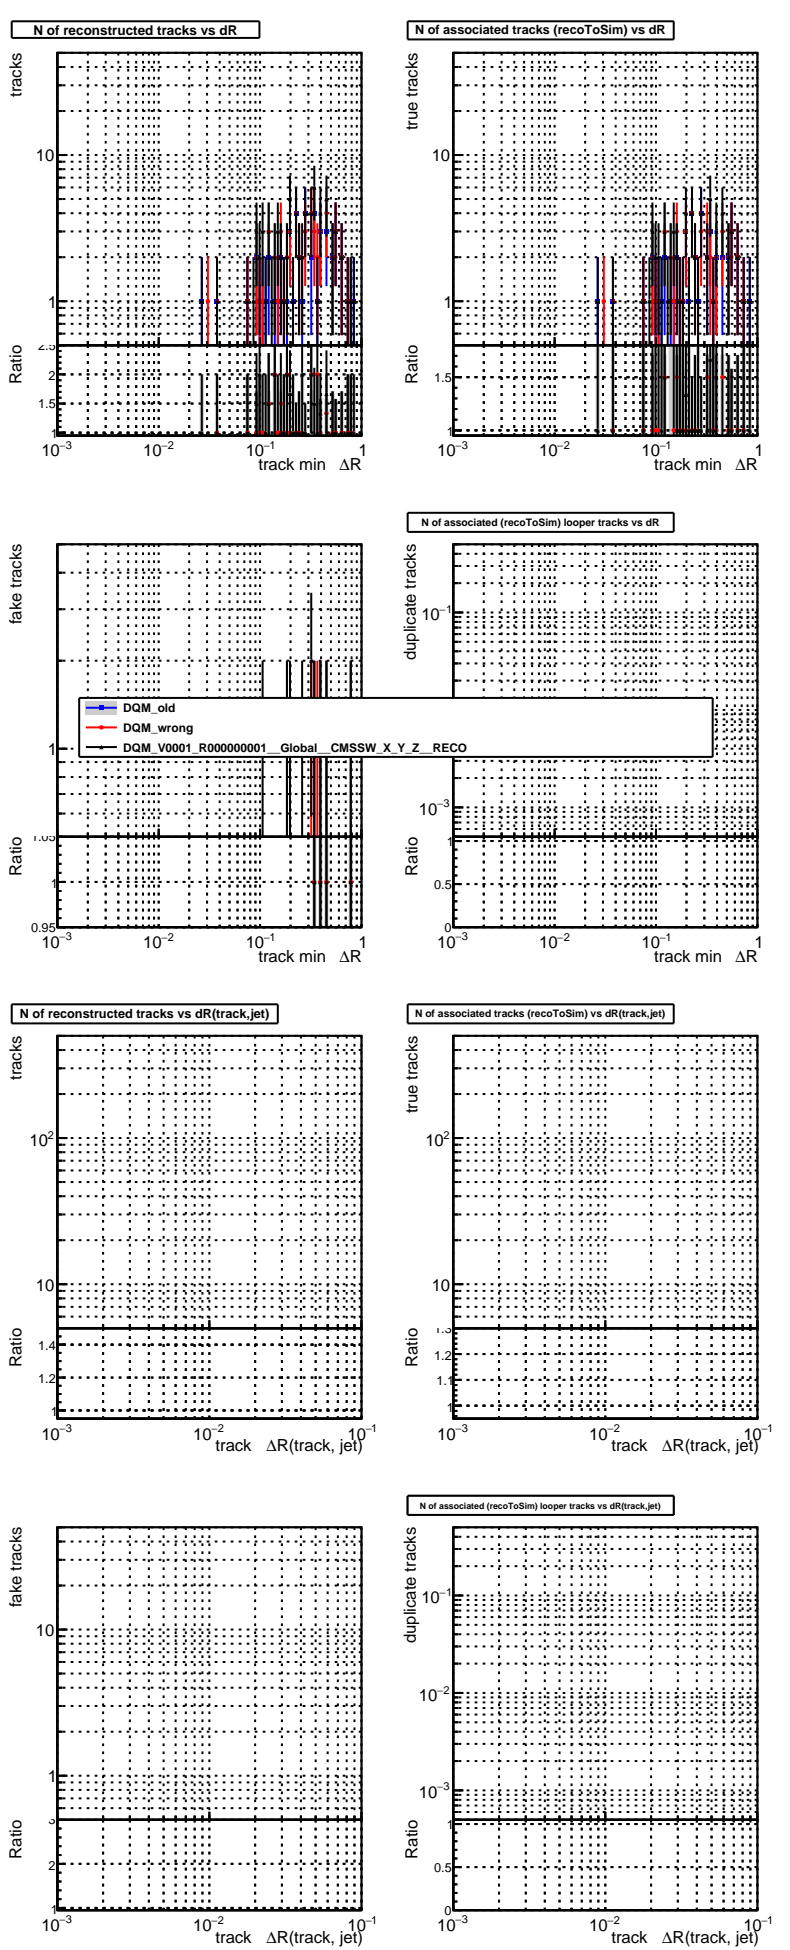 N of reconstructed tracks vs dR
N of associated tracks (recoToSim) vs dR
tracks
10
1
Ratio
2.5
2
1.5
1
10−3
10−2
10−1
1
track min ΔR
true tracks
10
1
Ratio
1.5
1
10−3
10−2
10−1
1
track min ΔR
N of associated (recoToSim) looper tracks vs dR
fake tracks
1
Ratio
1.05
1
0.95
10−3
10−2
10−1
1
track min ΔR
duplicate tracks
10−1
10−3
Ratio
1
0.5
0
10−3
10−2
10−1
1
track min ΔR
DQM_old
DQM_wrong
DQM_V0001_R000000001__Global__CMSSW_X_Y_Z__RECO
N of reconstructed tracks vs dR(track,jet)
N of associated tracks (recoToSim) vs dR(track,jet)
tracks
102
10
Ratio
1.4
1.2
1
10−3
10−2
10−1
track ΔR(track, jet)
true tracks
102
10
Ratio
1.3
1.2
1.1
1
10−3
10−2
10−1
track ΔR(track, jet)
N of associated (recoToSim) looper tracks vs dR(track,jet)
fake tracks
10
1
Ratio
3
2
1
10−3
10−2
10−1
track ΔR(track, jet)
duplicate tracks
10−1
10−2
10−3
Ratio
1
0.5
0
10−3
10−2
10−1
track ΔR(track, jet)